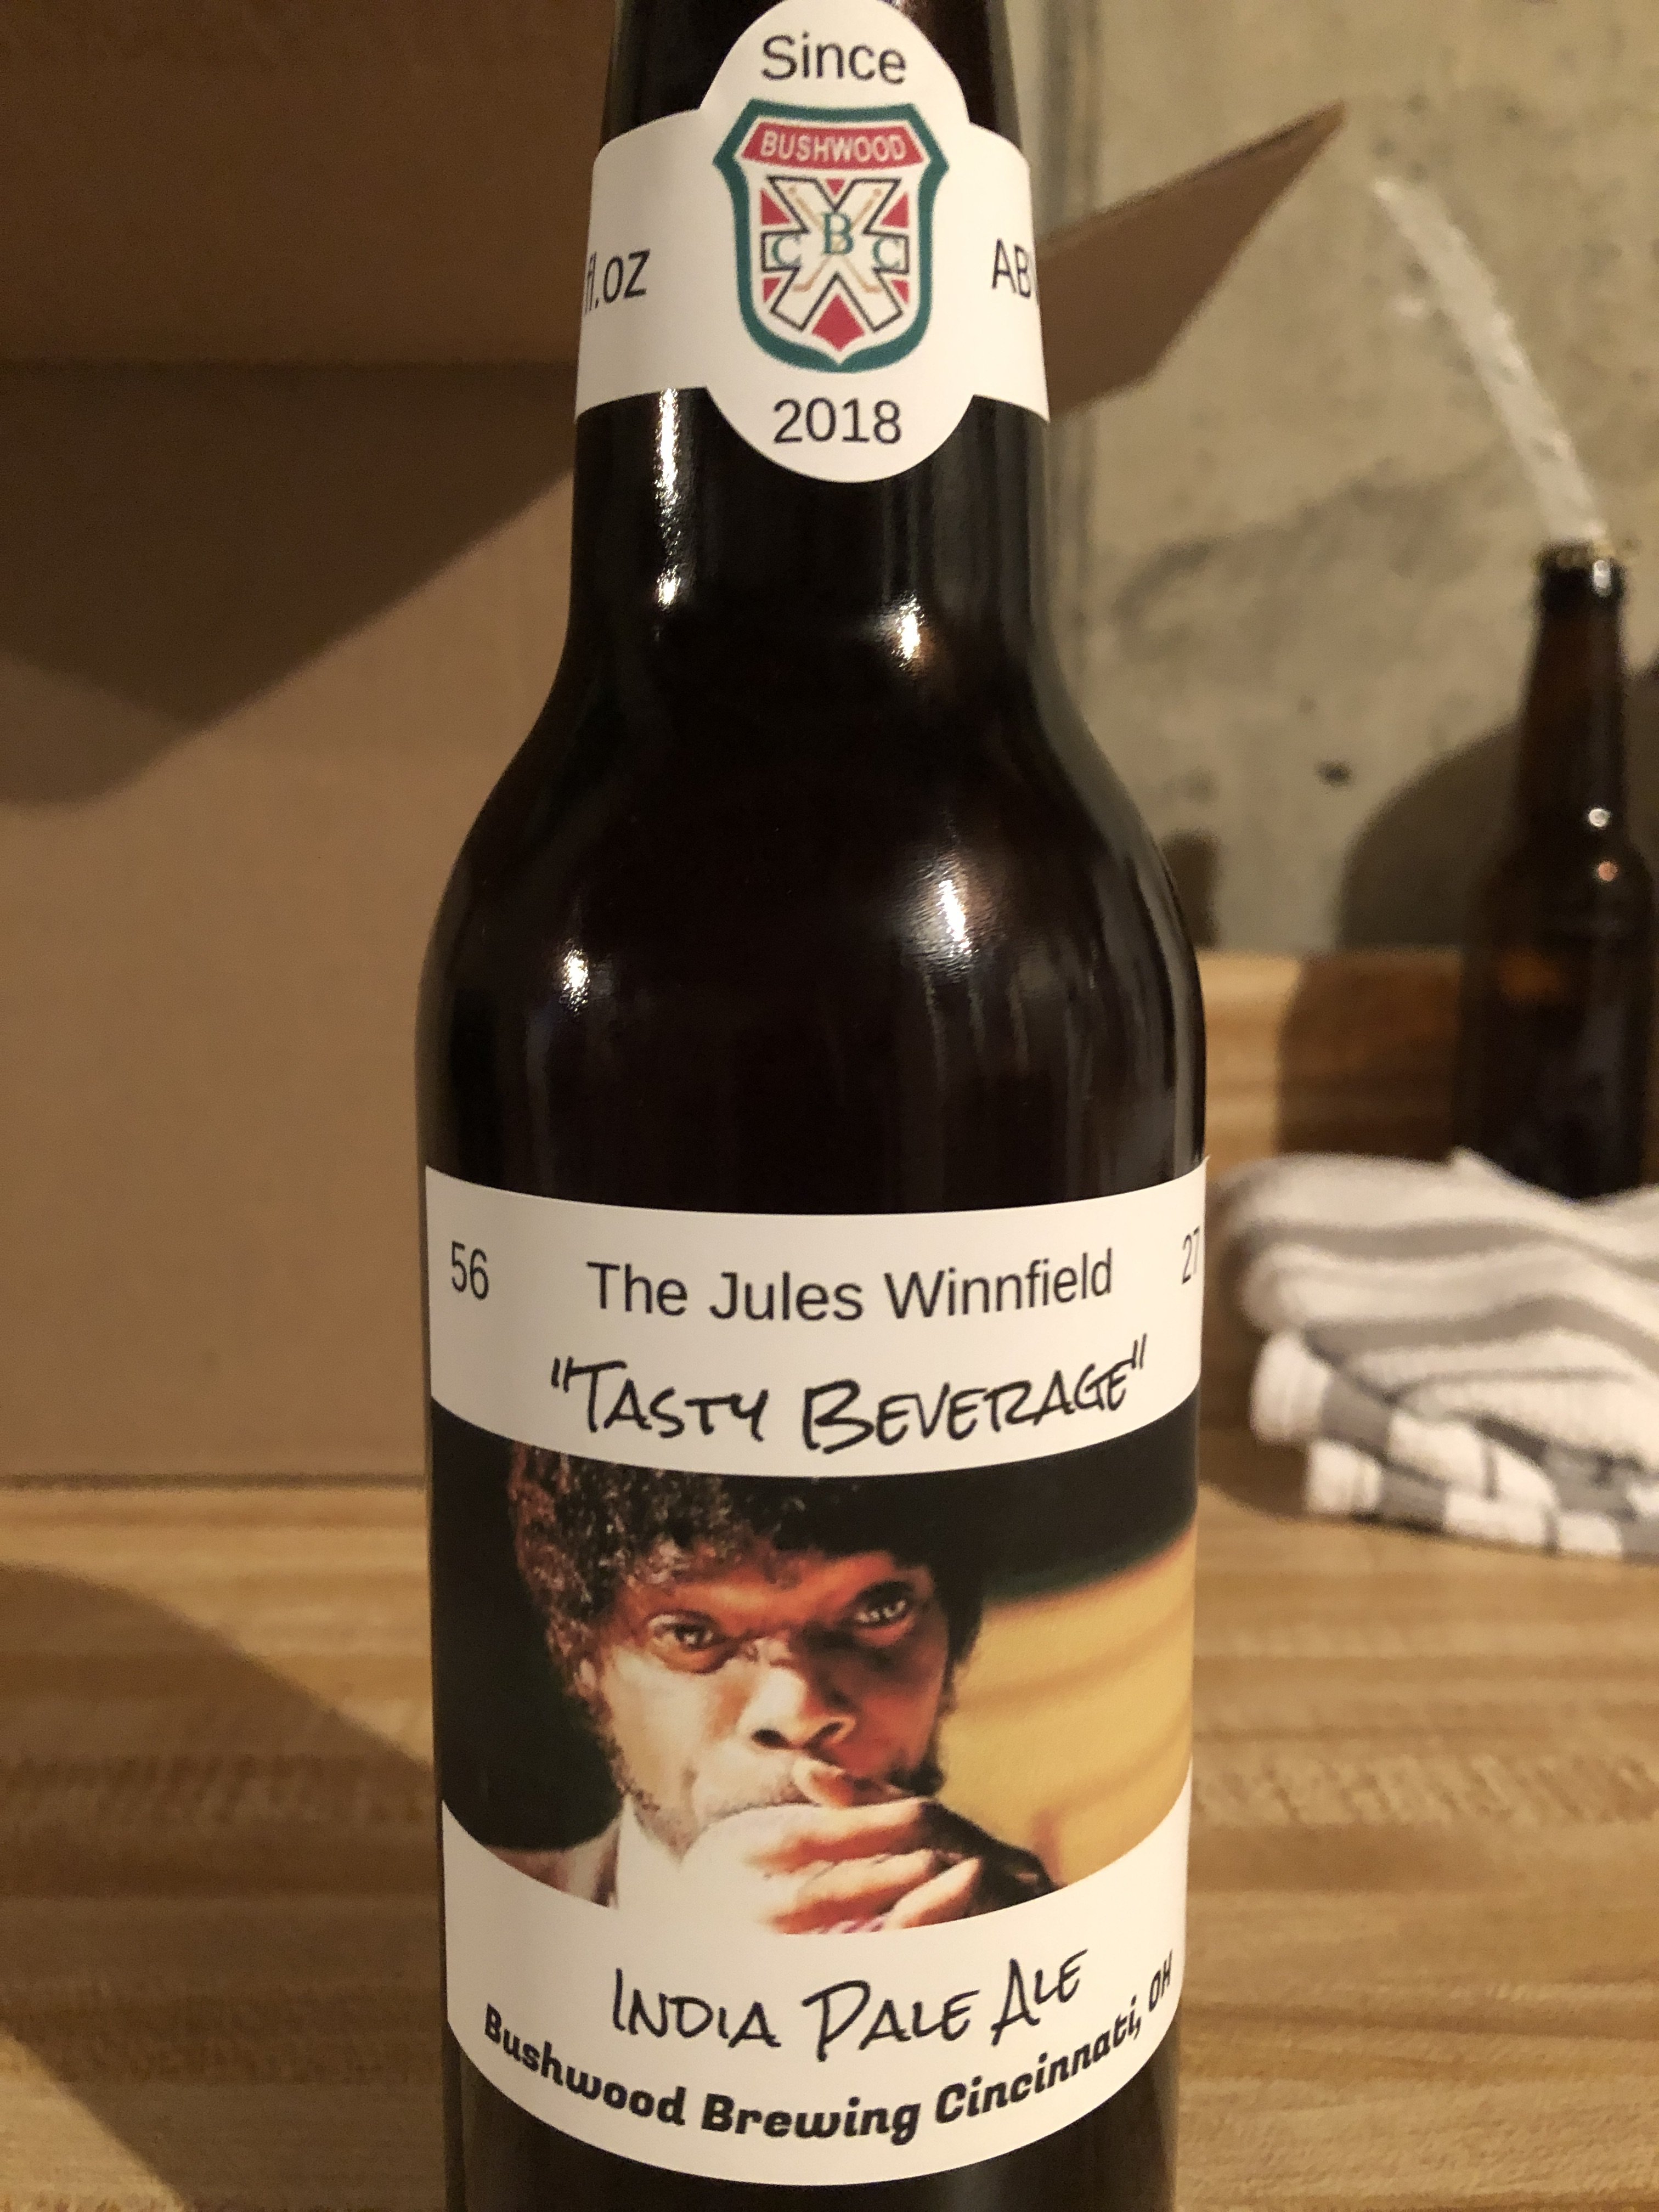 Since
BUSHWOOD
C B C
fl.oz
2018
56
The Jules Winnfield
27
"TASTY BEVERAGE"
INDIA PALE ALE
Bushwood Brewing Cincinnati, OH